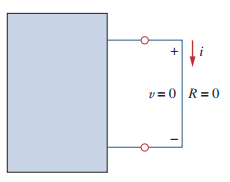 +
i
v = 0 R = 0
−